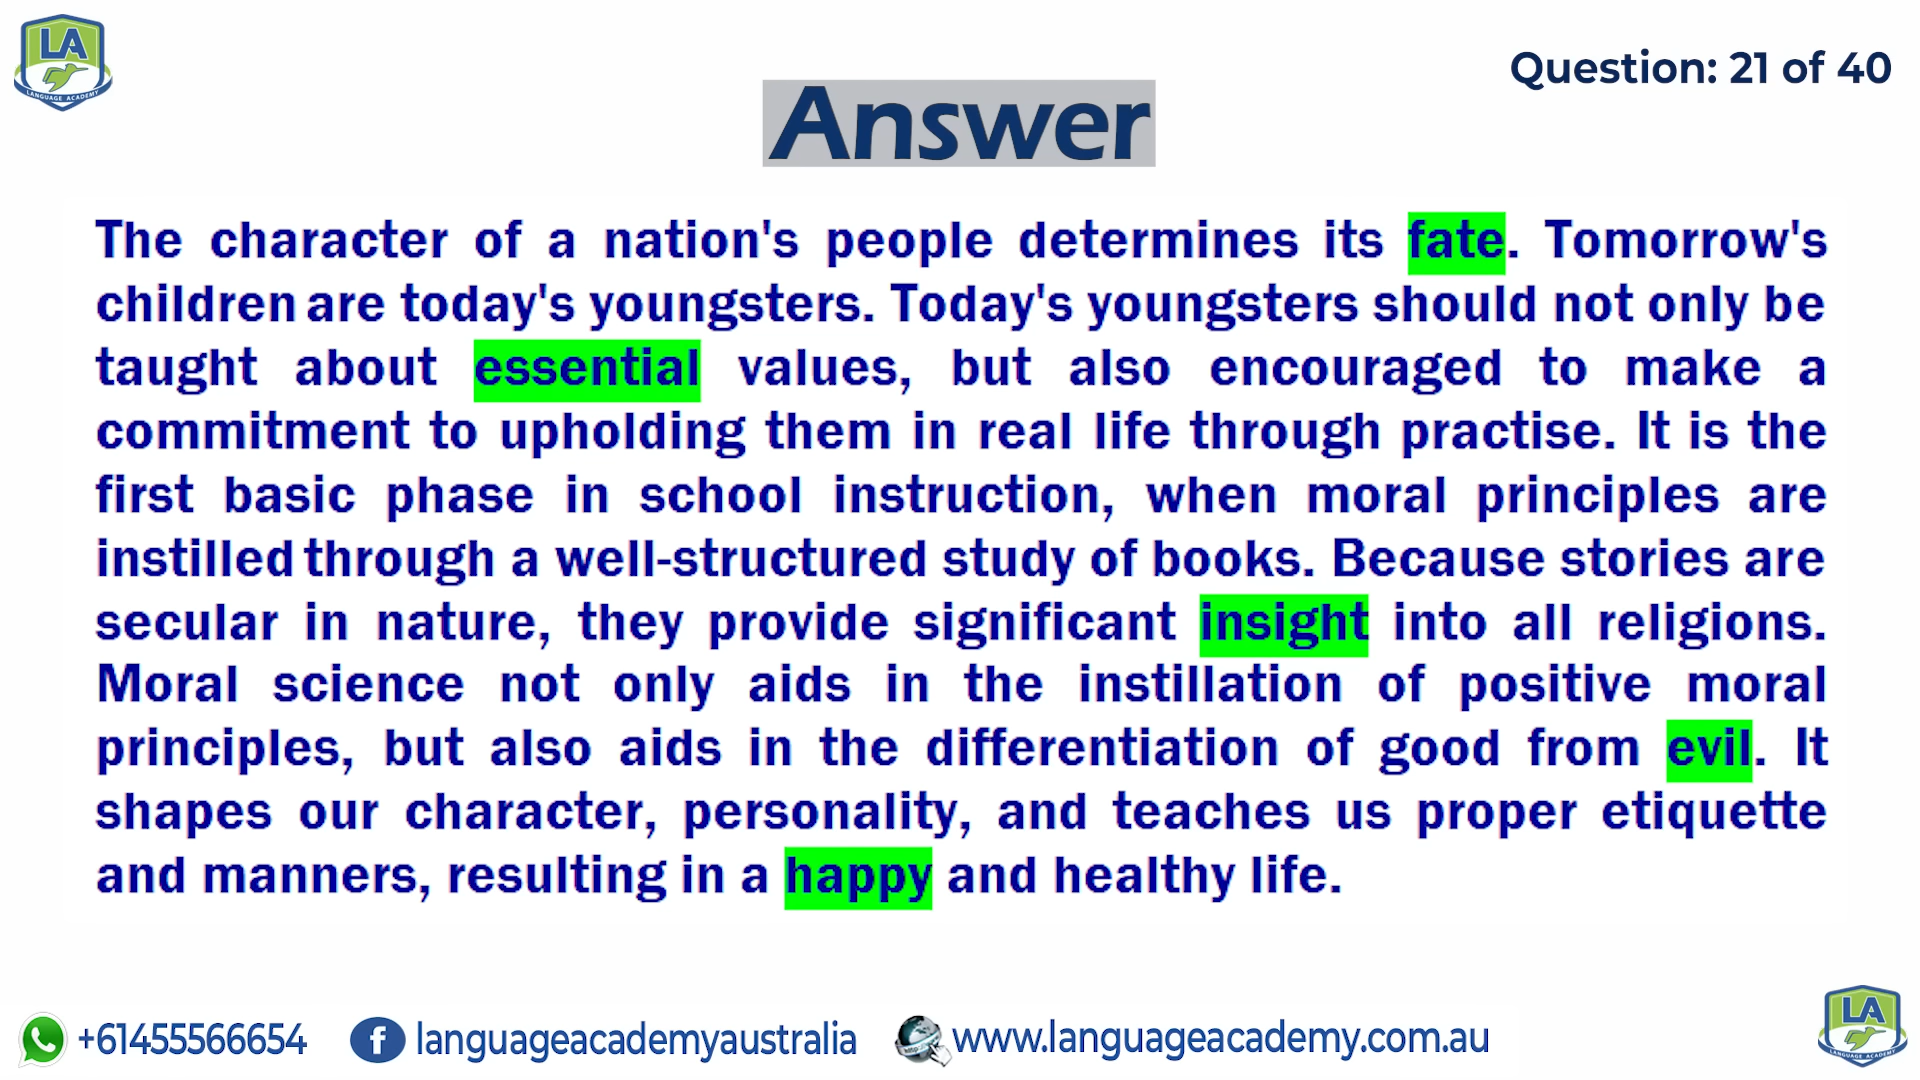 LA
LANGUAGE ACADEMY
Question: 21 of 40
Answer
The character of a nation's people determines its fate. Tomorrow's
children are today's youngsters. Today's youngsters should not only be
taught about essential values, but also encouraged to make a
commitment to upholding them in real life through practise. It is the
first basic phase in school instruction, when moral principles are
instilled through a well-structured study of books. Because stories are
secular in nature, they provide significant insight into all religions.
Moral science not only aids in the instillation of positive moral
principles, but also aids in the differentiation of good from evil. It
shapes our character, personality, and teaches us proper etiquette
and manners, resulting in a happy and healthy life.
+61455566654
f
languageacademyaustralia
http
www.languageacademy.com.au
LA
LANGUAGE ACADEMY